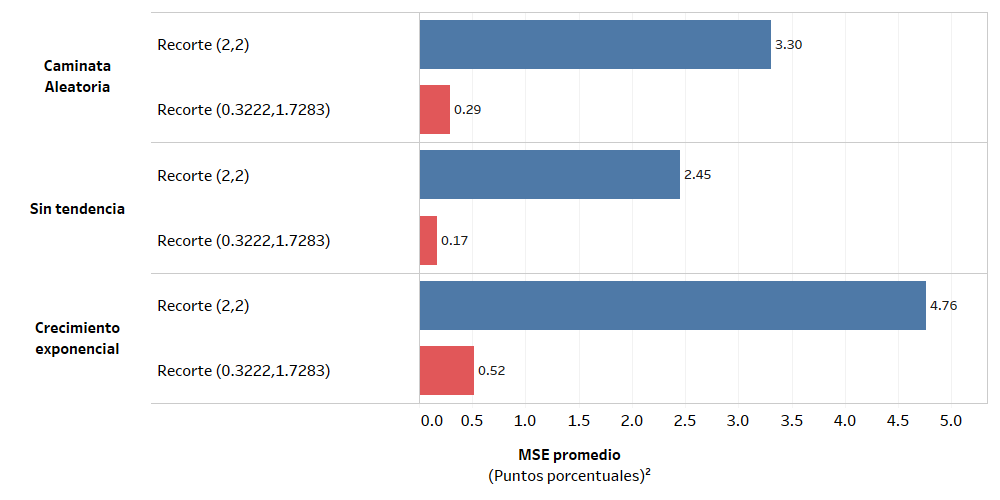 Caminata
Aleatoria
Recorte (2,2)
3.30
Recorte (0.3222,1.7283)
0.29
Sin tendencia
Recorte (2,2)
2.45
Recorte (0.3222,1.7283)
0.17
Crecimiento
exponencial
Recorte (2,2)
4.76
Recorte (0.3222,1.7283)
0.52
0.0 0.5 1.0 1.5 2.0 2.5 3.0 3.5 4.0 4.5 5.0
MSE promedio
(Puntos porcentuales)²